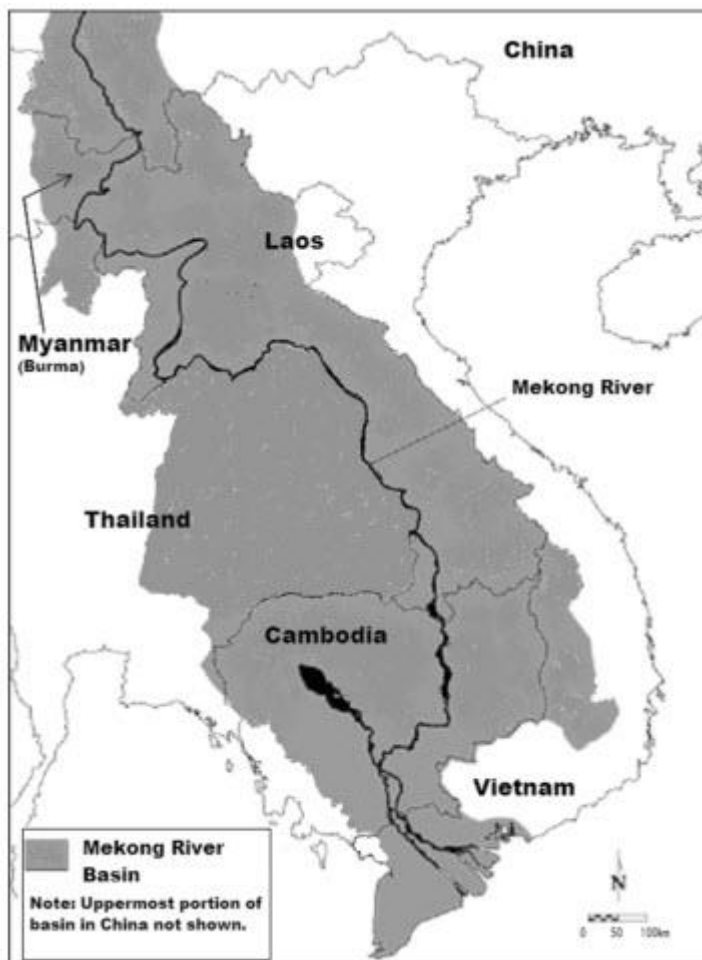 China
Laos
Myanmar
(Burma)
Mekong River
Thailand
Cambodia
Vietnam
Mekong River
Basin
Note: Uppermost portion of
basin in China not shown.
N
0 50 100km